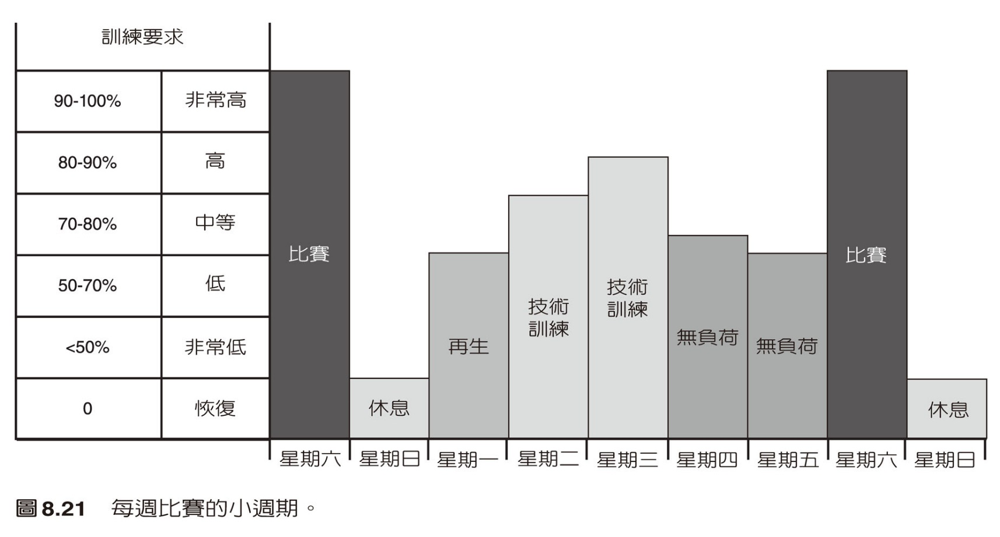 訓練要求
90-100% 非常高
80-90% 高
70-80% 中等
50-70% 低
<50% 非常低
0 恢復
比賽
休息
再生
技術
訓練
技術
訓練
無負荷
無負荷
比賽
休息
星期六 星期日 星期一 星期二 星期三 星期四 星期五 星期六 星期日
圖8.21 每週比賽的小週期。